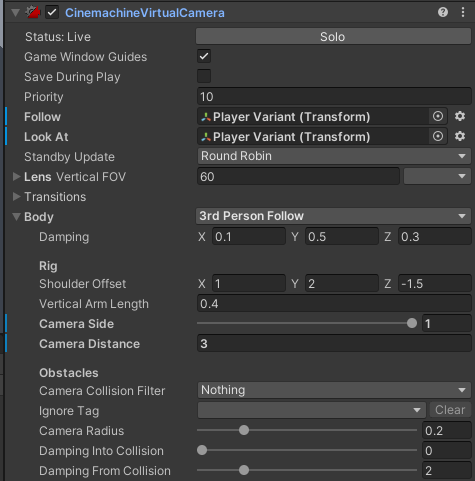 CinemachineVirtualCamera
Status: Live Solo
Game Window Guides
Save During Play
Priority 10
Follow Player Variant (Transform)
Look At Player Variant (Transform)
Standby Update Round Robin
Lens Vertical FOV 60
Transitions
Body 3rd Person Follow
Damping X 0.1 Y 0.5 Z 0.3
Rig
Shoulder Offset X 1 Y 2 Z -1.5
Vertical Arm Length 0.4
Camera Side 1
Camera Distance 3
Obstacles
Camera Collision Filter Nothing
Ignore Tag Clear
Camera Radius 0.2
Damping Into Collision 0
Damping From Collision 2